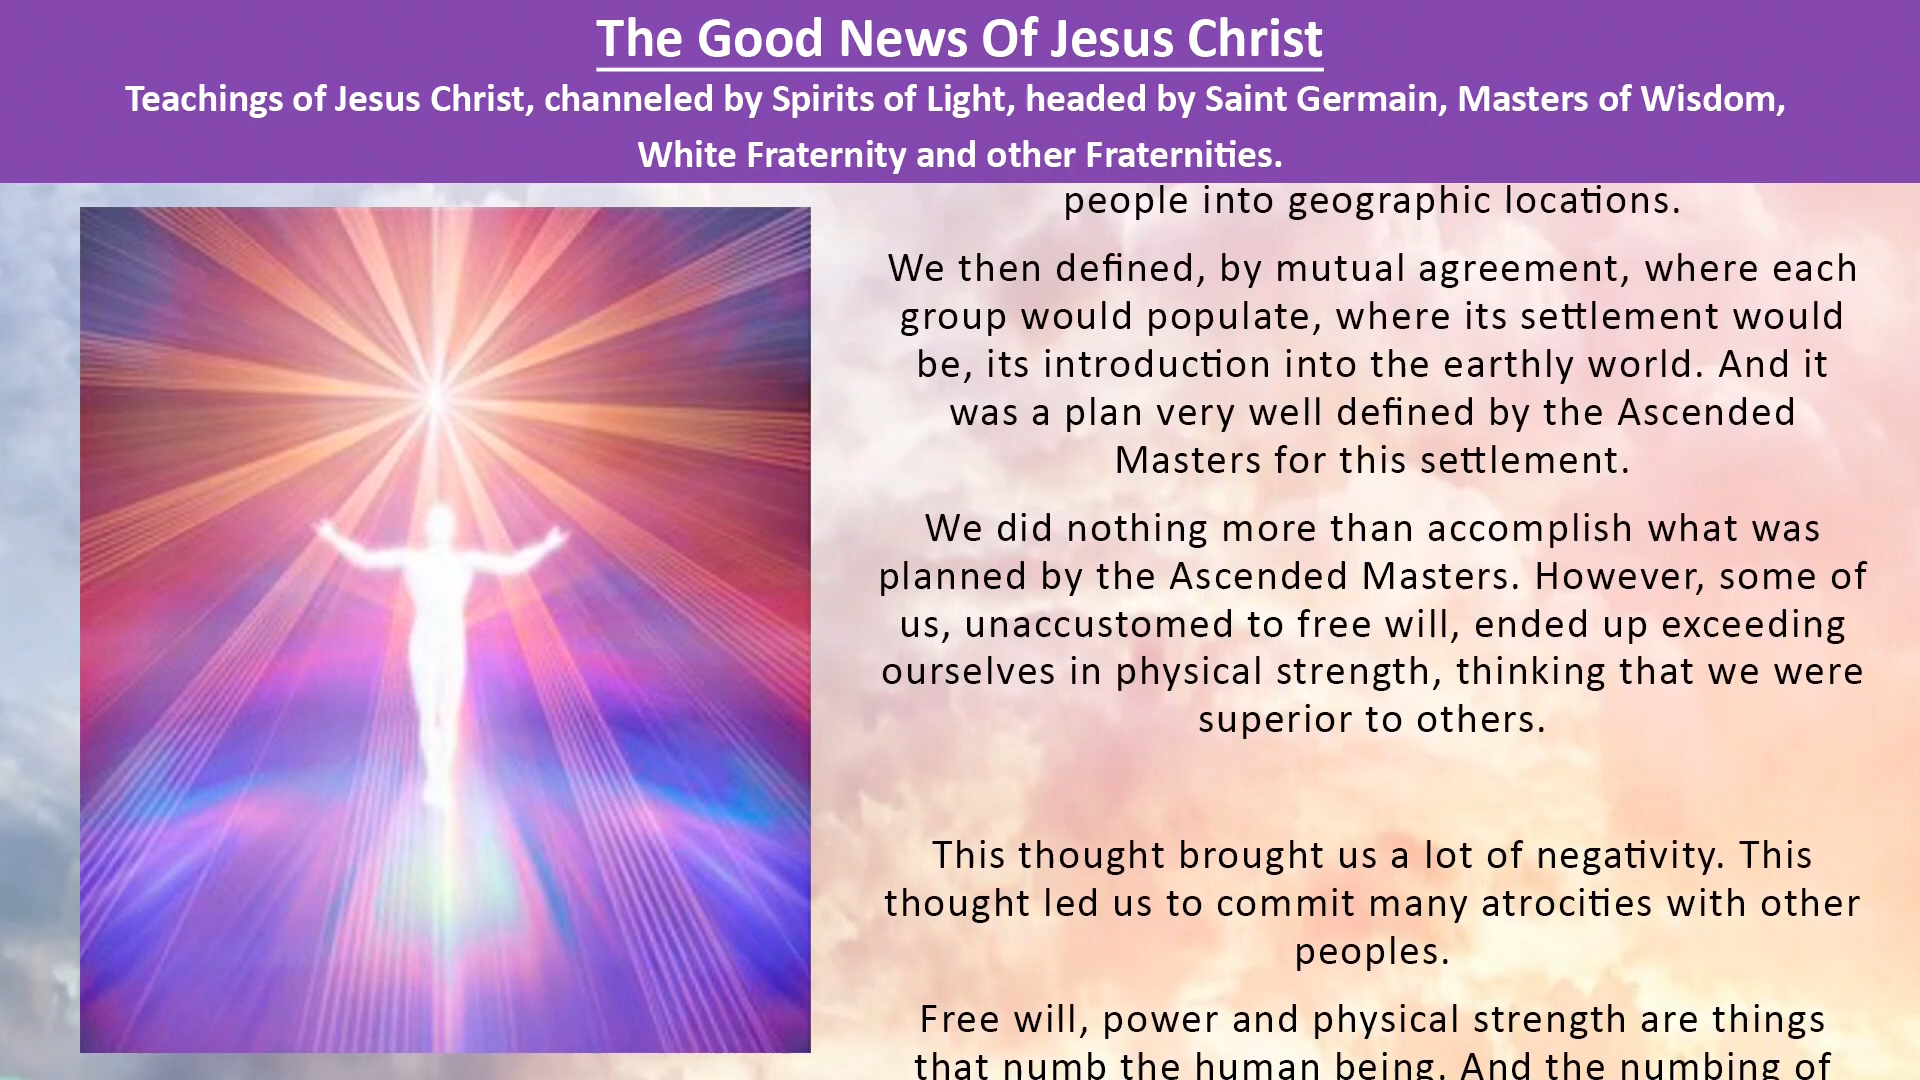 The Good News Of Jesus Christ
Teachings of Jesus Christ, channeled by Spirits of Light, headed by Saint Germain, Masters of Wisdom,
White Fraternity and other Fraternities.
people into geographic locations.
We then defined, by mutual agreement, where each
group would populate, where its settlement would
be, its introduction into the earthly world. And it
was a plan very well defined by the Ascended
Masters for this settlement.
We did nothing more than accomplish what was
planned by the Ascended Masters. However, some of
us, unaccustomed to free will, ended up exceeding
ourselves in physical strength, thinking that we were
superior to others.
This thought brought us a lot of negativity. This
thought led us to commit many atrocities with other
peoples.
Free will, power and physical strength are things
that numb the human being. And the numbing of